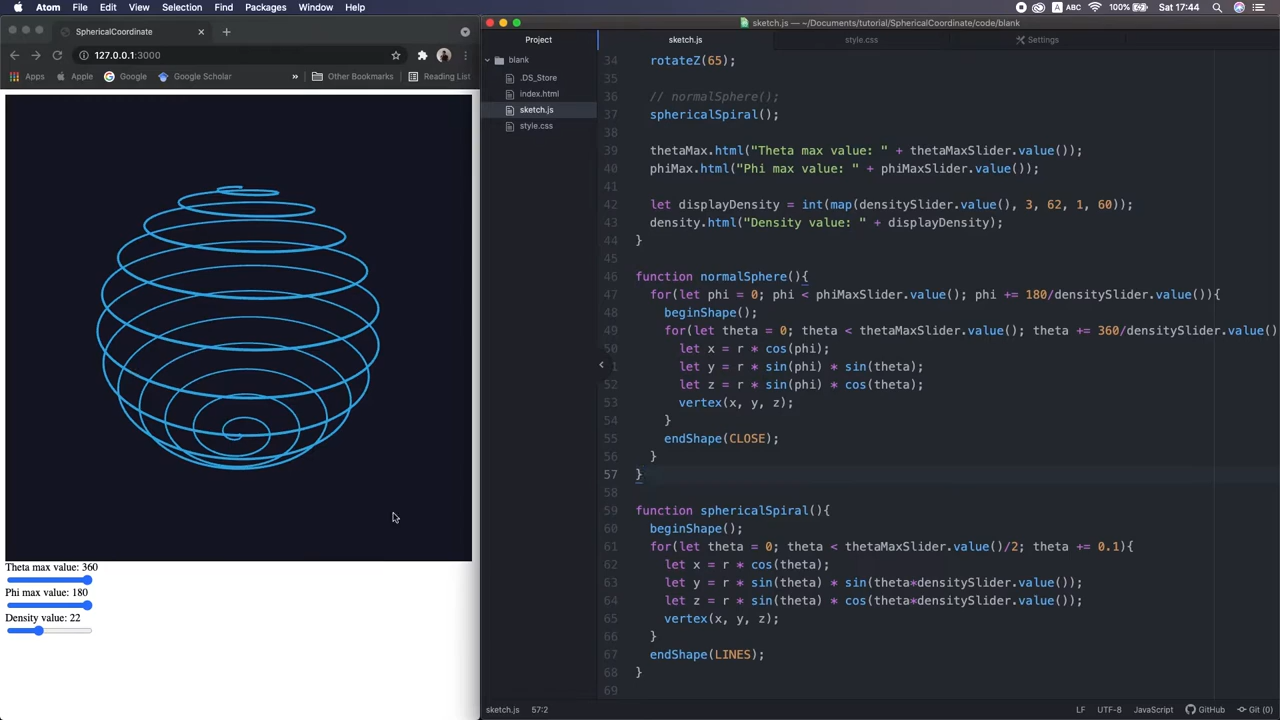 Atom File Edit View Selection Find Packages Window Help
ABC 100% Sat 17:44
SphericalCoordinate
127.0.0.1:3000
Apps Apple Google Google Scholar » Other Bookmarks Reading List
Theta max value: 360
Phi max value: 180
Density value: 22
sketch.js — ~/Documents/tutorial/SphericalCoordinate/code/blank
Project
sketch.js style.css Settings
blank
.DS_Store
index.html
sketch.js
style.css
34 rotateZ(65);
35
36 // normalSphere();
37 sphericalSpiral();
38
39 thetaMax.html("Theta max value: " + thetaMaxSlider.value());
40 phiMax.html("Phi max value: " + phiMaxSlider.value());
41
42 let displayDensity = int(map(densitySlider.value(), 3, 62, 1, 60));
43 density.html("Density value: " + displayDensity);
44 }
45
46 function normalSphere(){
47 for(let phi = 0; phi < phiMaxSlider.value(); phi += 180/densitySlider.value()){
48 beginShape();
49 for(let theta = 0; theta < thetaMaxSlider.value(); theta += 360/densitySlider.value()
50 let x = r * cos(phi);
1 let y = r * sin(phi) * sin(theta);
52 let z = r * sin(phi) * cos(theta);
53 vertex(x, y, z);
54 }
55 endShape(CLOSE);
56 }
57 }
58
59 function sphericalSpiral(){
60 beginShape();
61 for(let theta = 0; theta < thetaMaxSlider.value()/2; theta += 0.1){
62 let x = r * cos(theta);
63 let y = r * sin(theta) * sin(theta*densitySlider.value());
64 let z = r * sin(theta) * cos(theta*densitySlider.value());
65 vertex(x, y, z);
66 }
67 endShape(LINES);
68 }
69
sketch.js 57:2 LF UTF-8 JavaScript GitHub Git (0)